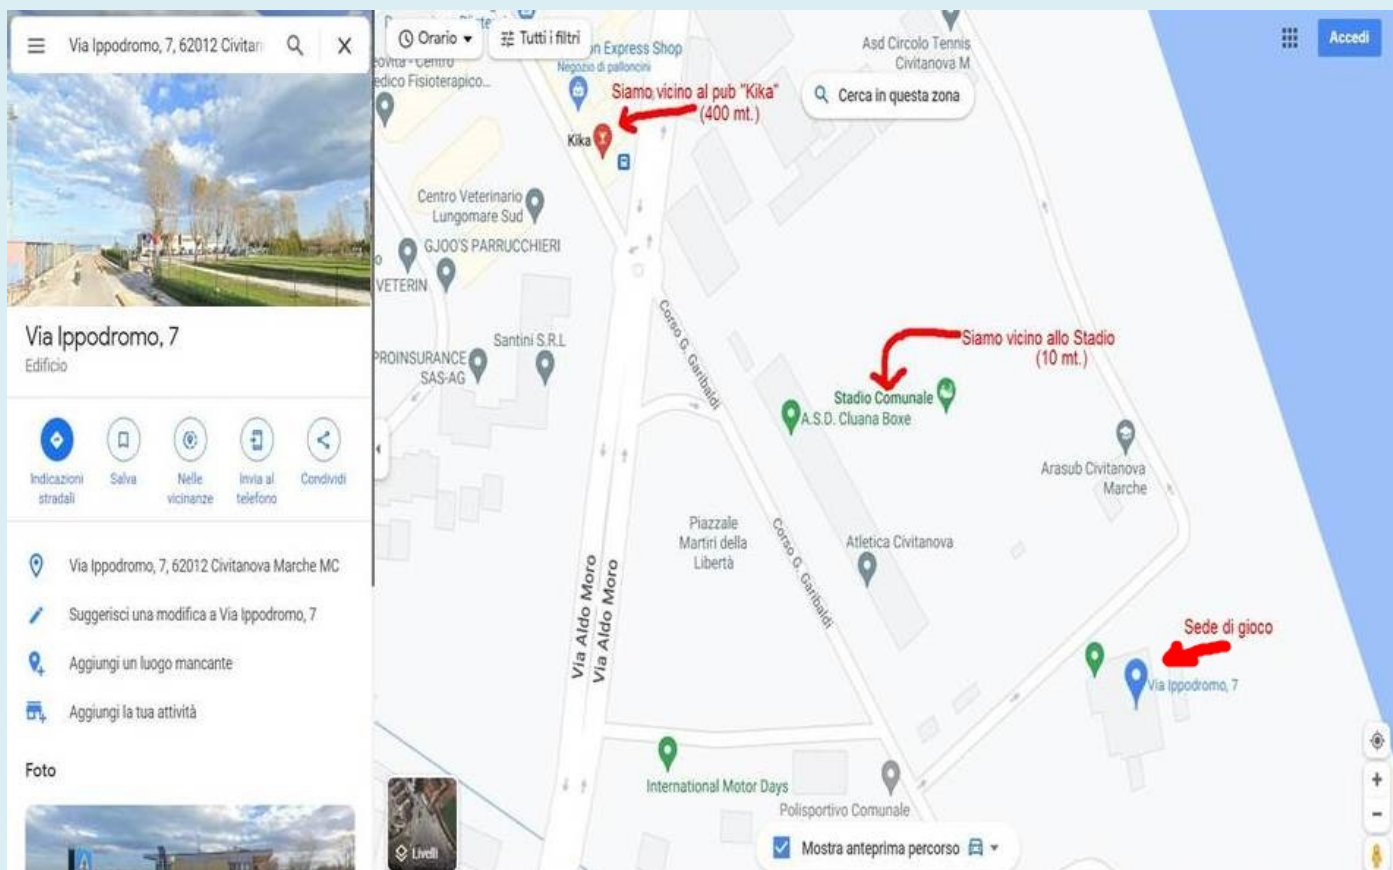 Via Ippodromo, 7, 62012 Civitan
Via Ippodromo, 7
Edificio
Indicazioni
stradali
Salva
Nelle
vicinanze
Invia al
telefono
Condividi
Via Ippodromo, 7, 62012 Civitanova Marche MC
Suggerisci una modifica a Via Ippodromo, 7
Aggiungi un luogo mancante
Aggiungi la tua attività
Foto
Orario
Tutti i filtri
Accedi
Cerca in questa zona
Express Shop
Negozio di palloncini
Centro
Fisioterapico...
Asd Circolo Tennis
Civitanova M
Siamo vicino al pub "Kika"
(400 mt.)
Kika
Centro Veterinario
Lungomare Sud
GJOO'S PARRUCCHIERI
VETERIN
Santini S.R.L
PROINSURANCE
SAS-AG
Corso G. Garibaldi
Siamo vicino allo Stadio
(10 mt.)
Stadio Comunale
A.S.D. Cluana Boxe
Arasub Civitanova
Marche
Piazzale
Martiri della
Libertà
Corso G. Garibaldi
Atletica Civitanova
Via Aldo Moro
Via Aldo Moro
Sede di gioco
Via Ippodromo, 7
International Motor Days
Polisportivo Comunale
Livelli
Mostra anteprima percorso